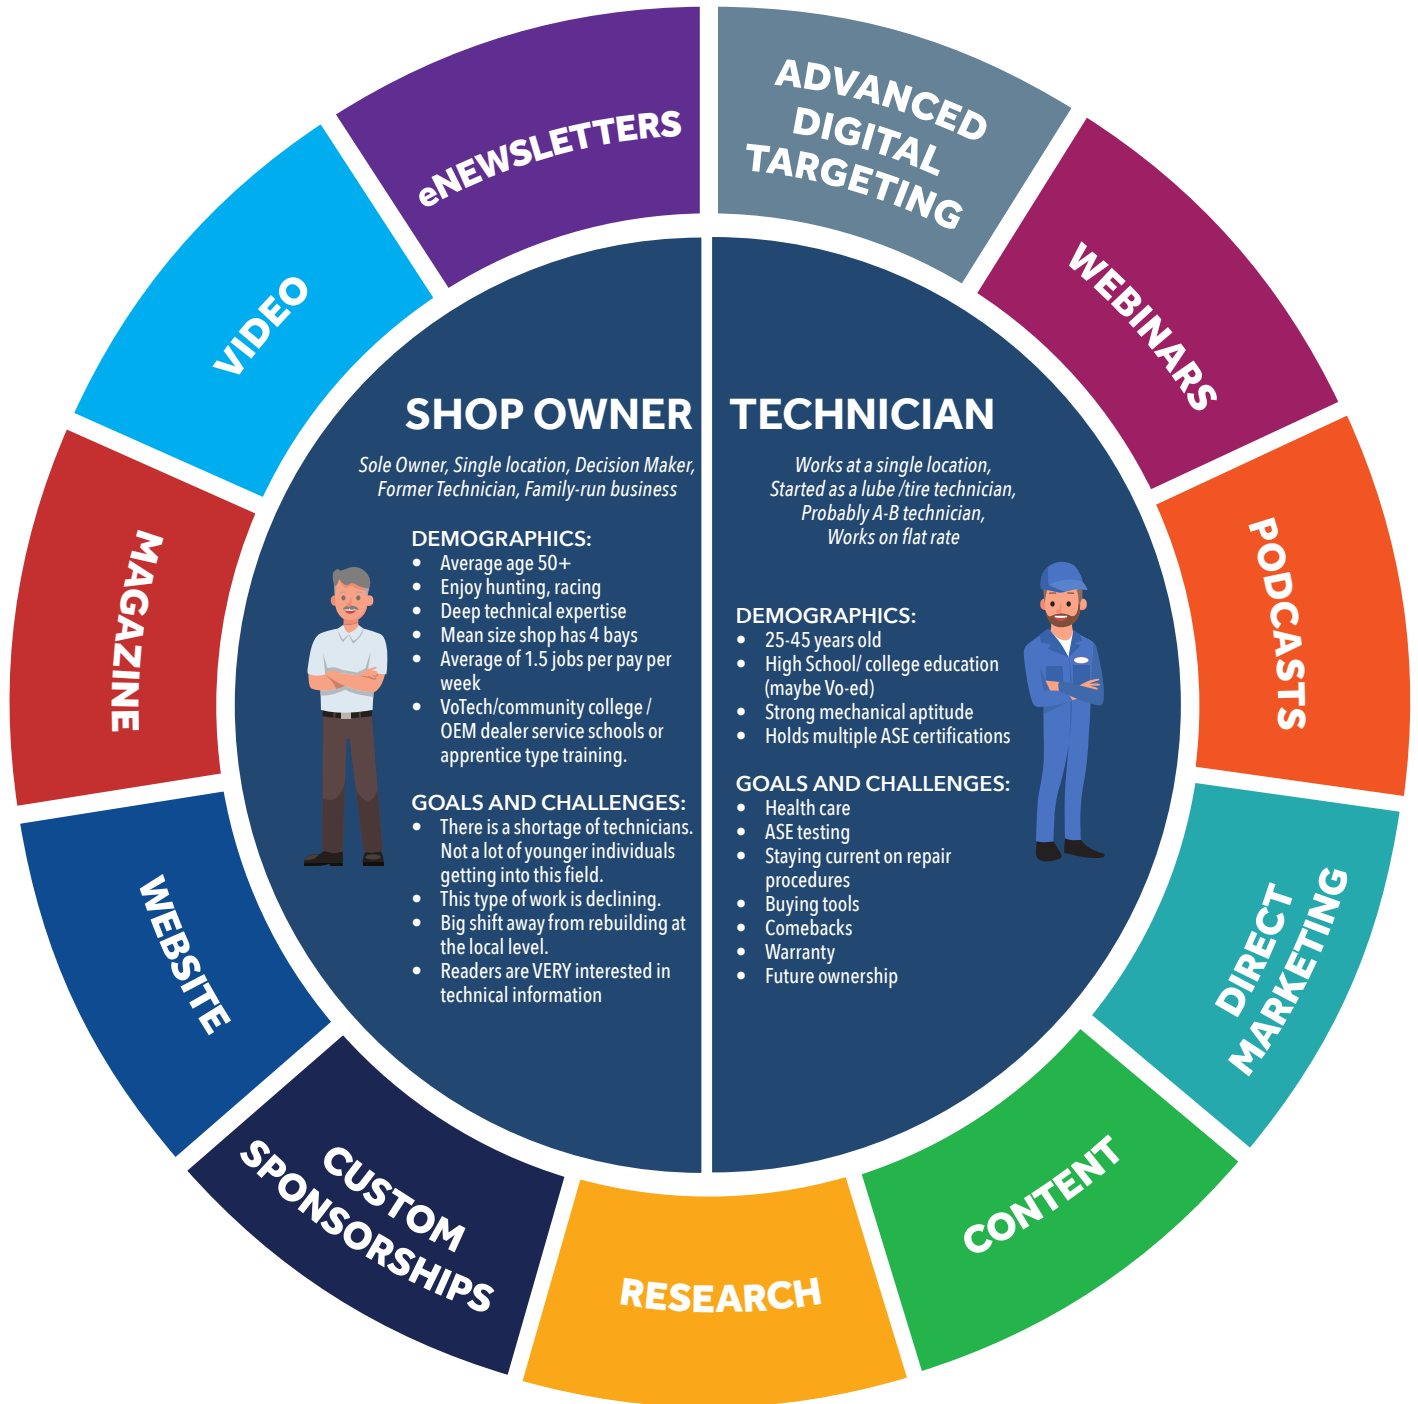 eNEWSLETTERS
ADVANCED
DIGITAL
TARGETING
WEBINARS
PODCASTS
DIRECT
MARKETING
CONTENT
RESEARCH
CUSTOM
SPONSORSHIPS
WEBSITE
MAGAZINE
VIDEO
SHOP OWNER
Sole Owner, Single location, Decision Maker,
Former Technician, Family-run business
DEMOGRAPHICS:
• Average age 50+
• Enjoy hunting, racing
• Deep technical expertise
• Mean size shop has 4 bays
• Average of 1.5 jobs per pay per
week
• VoTech/community college /
OEM dealer service schools or
apprentice type training.
GOALS AND CHALLENGES:
• There is a shortage of technicians.
Not a lot of younger individuals
getting into this field.
• This type of work is declining.
• Big shift away from rebuilding at
the local level.
• Readers are VERY interested in
technical information
TECHNICIAN
Works at a single location,
Started as a lube /tire technician,
Probably A-B technician,
Works on flat rate
DEMOGRAPHICS:
• 25-45 years old
• High School/ college education
(maybe Vo-ed)
• Strong mechanical aptitude
• Holds multiple ASE certifications
GOALS AND CHALLENGES:
• Health care
• ASE testing
• Staying current on repair
procedures
• Buying tools
• Comebacks
• Warranty
• Future ownership